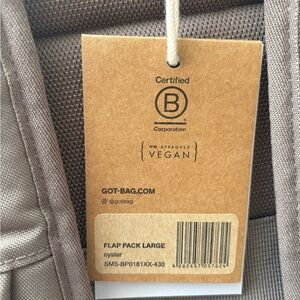 Certified
B
Corporation
PETA APPROVED
VEGAN
GOT-BAG.COM
@gotbag
FLAP PACK LARGE
oyster
SMS-BP0181XX-430